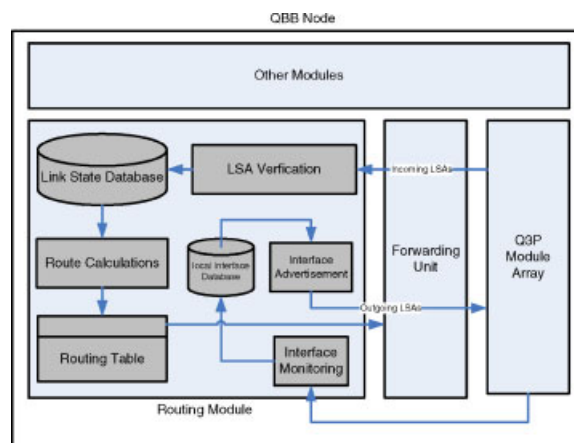 QBB Node
Other Modules
Link State Database
LSA Verfication
Incoming LSAs
Route Calculations
local Interface
Database
Interface
Advertisement
Forwarding
Unit
Q3P
Module
Array
Outgoing LSAs
Routing Table
Interface
Monitoring
Routing Module